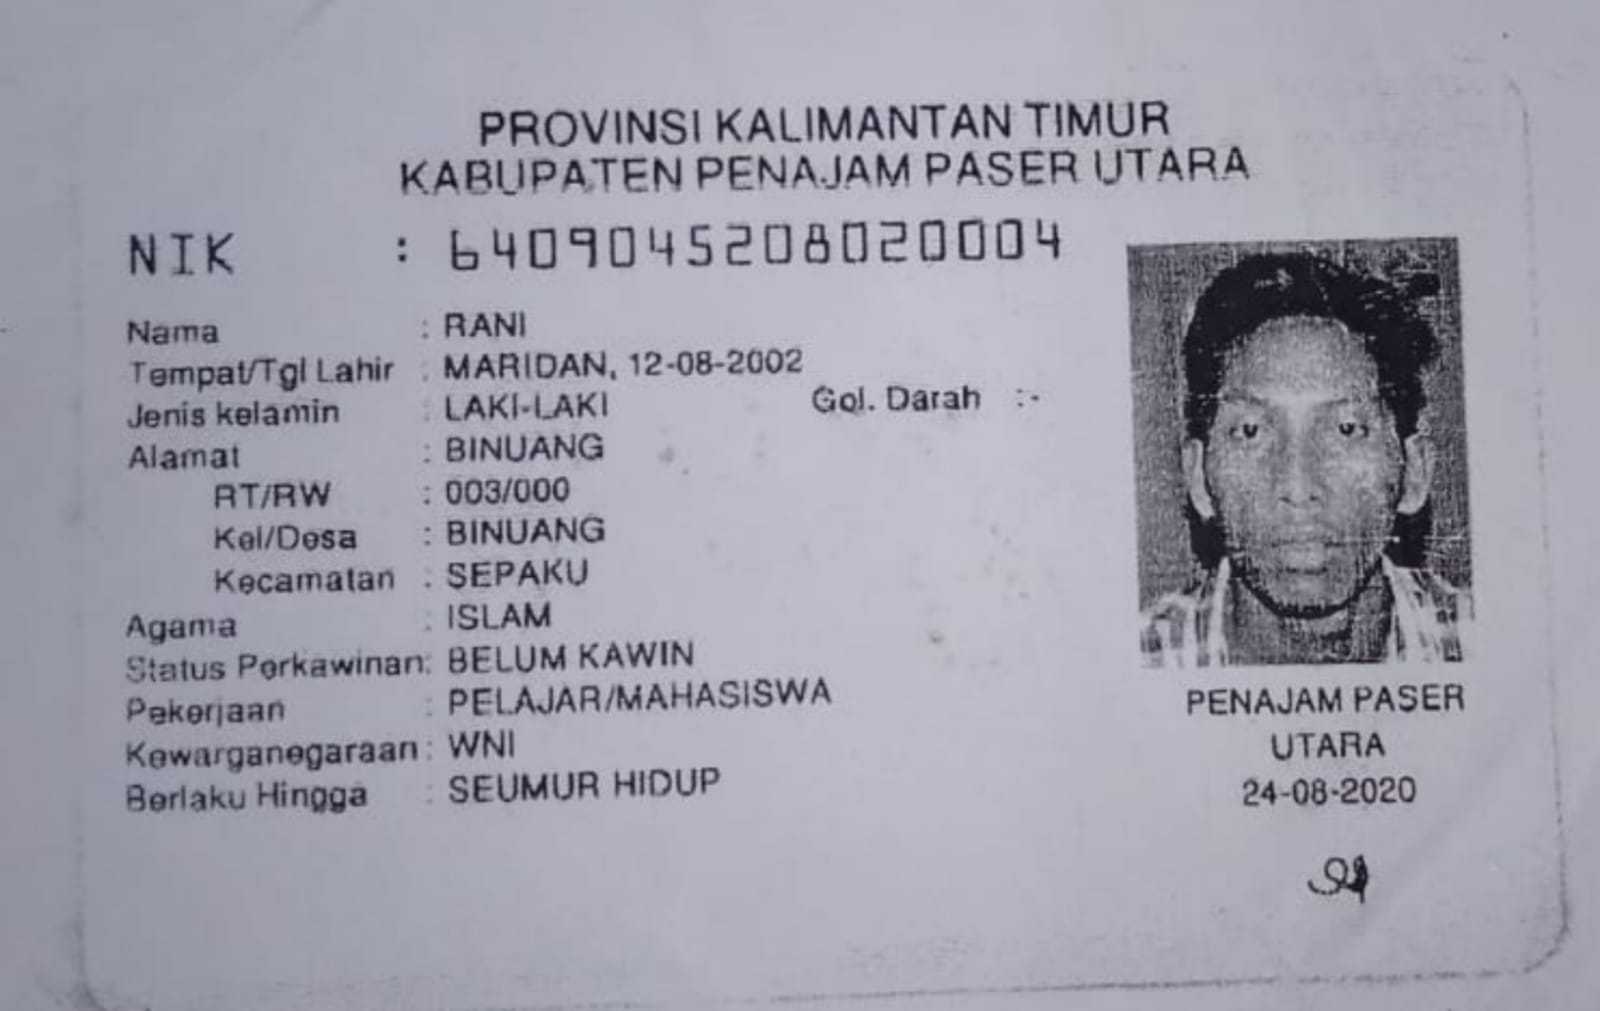 PROVINSI KALIMANTAN TIMUR
KABUPATEN PENAJAM PASER UTARA
NIK : 6409045208020004
Nama : RANI
Tempat/Tgl Lahir : MARIDAN, 12-08-2002
Jenis kelamin : LAKI-LAKI Gol. Darah :-
Alamat : BINUANG
RT/RW : 003/000
Kel/Desa : BINUANG
Kecamatan : SEPAKU
Agama : ISLAM
Status Perkawinan: BELUM KAWIN
Pekerjaan : PELAJAR/MAHASISWA
Kewarganegaraan : WNI
Berlaku Hingga : SEUMUR HIDUP
PENAJAM PASER
UTARA
24-08-2020